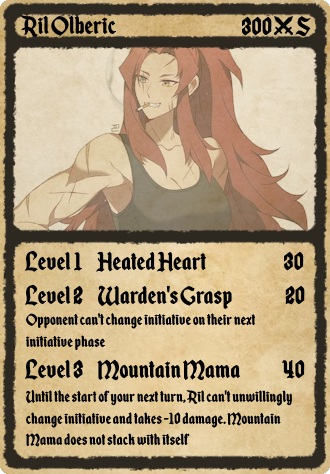 Ril Olberic 300 S
Level 1 Heated Heart 30
Level 2 Warden's Grasp 20
Opponent can't change initiative on their next
initiative phase
Level 3 Mountain Mama 40
Until the start of your next turn, Ril can't unwillingly
change initiative and takes -10 damage. Mountain
Mama does not stack with itself